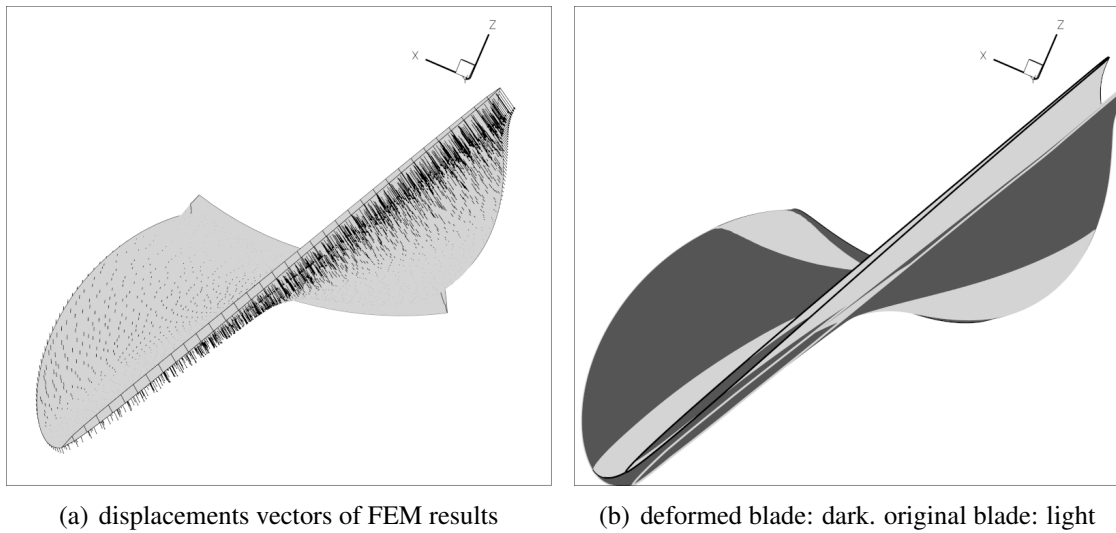 X Z
X Z
(a) displacements vectors of FEM results
(b) deformed blade: dark. original blade: light